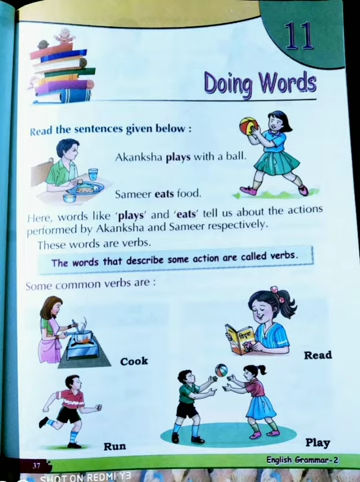 11
Doing Words
Read the sentences given below :
Akanksha plays with a ball.
Sameer eats food.
Here, words like 'plays' and 'eats' tell us about the actions
performed by Akanksha and Sameer respectively.
These words are verbs.
The words that describe some action are called verbs.
Some common verbs are :
Cook
Read
Run
Play
37
English Grammar-2
SHOT ON REDMI Y3